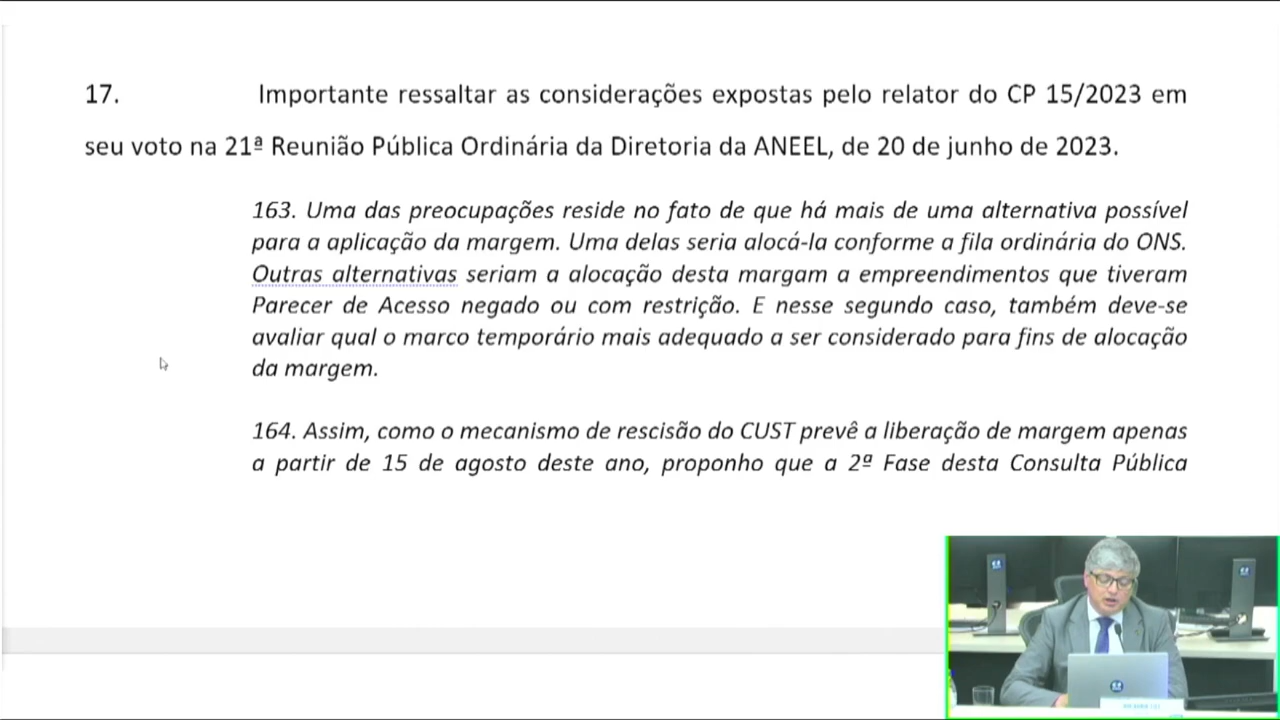 17. Importante ressaltar as considerações expostas pelo relator do CP 15/2023 em
seu voto na 21ª Reunião Pública Ordinária da Diretoria da ANEEL, de 20 de junho de 2023.
163. Uma das preocupações reside no fato de que há mais de uma alternativa possível
para a aplicação da margem. Uma delas seria alocá-la conforme a fila ordinária do ONS.
Outras alternativas seriam a alocação desta margam a empreendimentos que tiveram
Parecer de Acesso negado ou com restrição. E nesse segundo caso, também deve-se
avaliar qual o marco temporário mais adequado a ser considerado para fins de alocação
da margem.
164. Assim, como o mecanismo de rescisão do CUST prevê a liberação de margem apenas
a partir de 15 de agosto deste ano, proponho que a 2ª Fase desta Consulta Pública